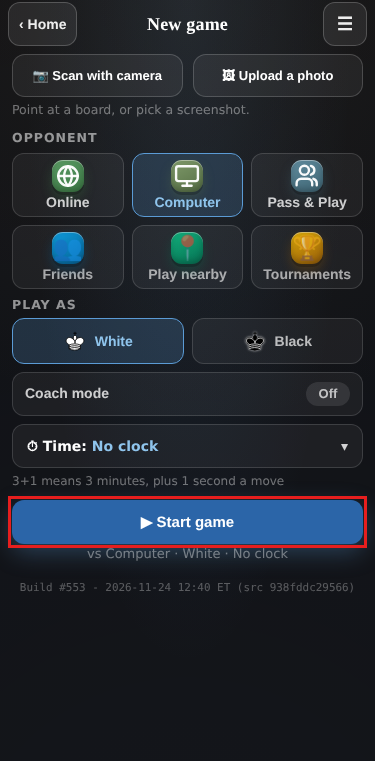 ‹ Home New game ☰
📷 Scan with camera 🖼 Upload a photo
Point at a board, or pick a screenshot.
OPPONENT
Online Computer Pass & Play
Friends Play nearby Tournaments
PLAY AS
White Black
Coach mode Off
⏱ Time: No clock ▼
3+1 means 3 minutes, plus 1 second a move
▶ Start game
vs Computer · White · No clock
Build #553 - 2026-11-24 12:40 ET (src 938fddc29566)